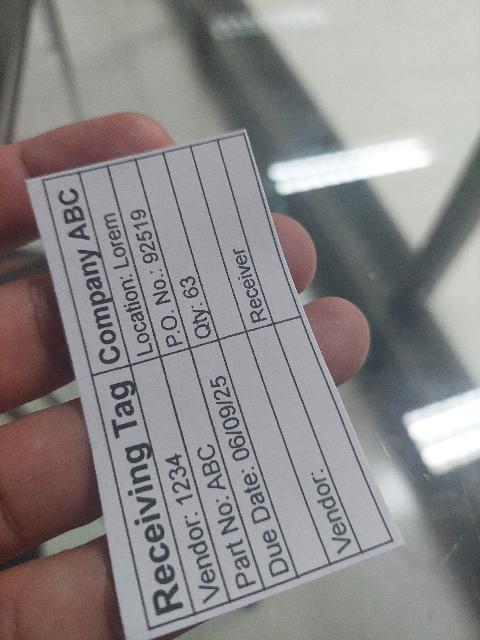 Receiving Tag Company ABC
Vendor: 1234 Location: Lorem
Part No: ABC P.O. No.: 92519
Due Date: 06/09/25 Qty: 63
Vendor: Receiver